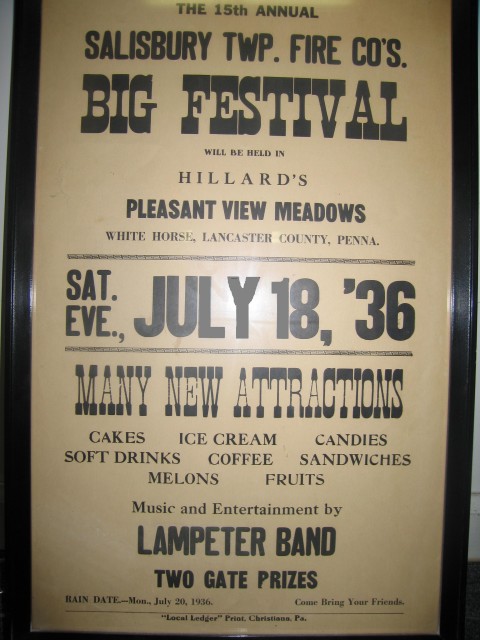 THE 15th ANNUAL
SALISBURY TWP. FIRE CO'S.
BIG FESTIVAL
WILL BE HELD IN
HILLARD'S
PLEASANT VIEW MEADOWS
WHITE HORSE, LANCASTER COUNTY, PENNA.
SAT. EVE., JULY 18, '36
MANY NEW ATTRACTIONS
CAKES ICE CREAM CANDIES
SOFT DRINKS COFFEE SANDWICHES
MELONS FRUITS
Music and Entertainment by
LAMPETER BAND
TWO GATE PRIZES
RAIN DATE.—Mon., July 20, 1936. Come Bring Your Friends.
"Local Ledger" Print, Christiana, Pa.